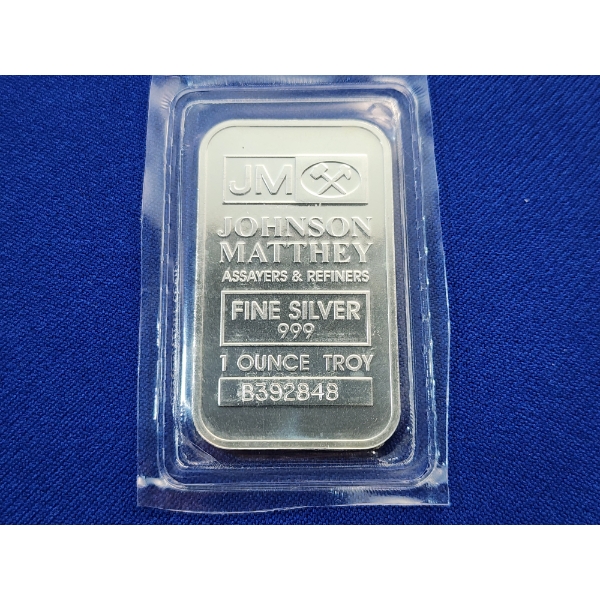 JM
JOHNSON
MATTHEY
ASSAYERS & REFINERS
FINE SILVER
999
1 OUNCE TROY
B392848